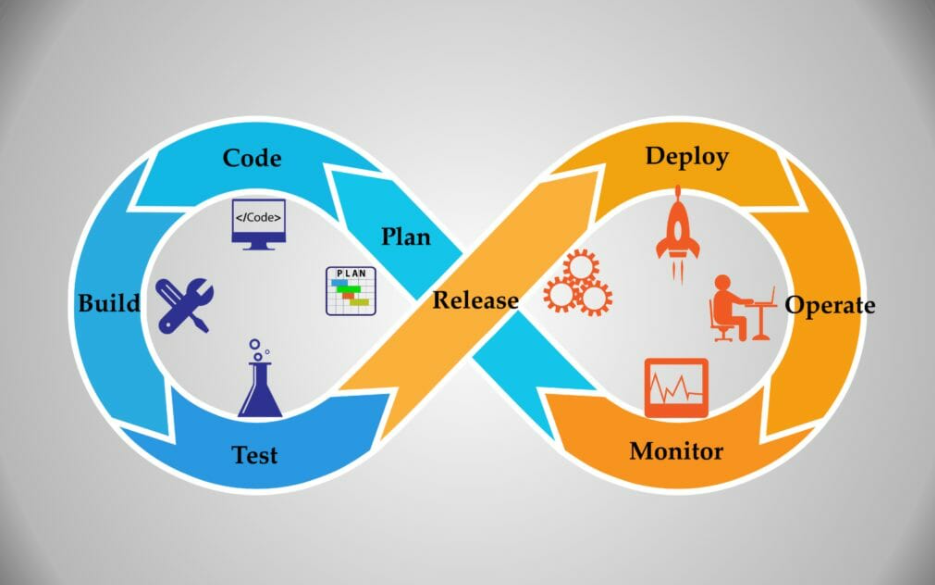 Code
Deploy
</Code>
Plan
PLAN
Build
Release
Operate
Test
Monitor